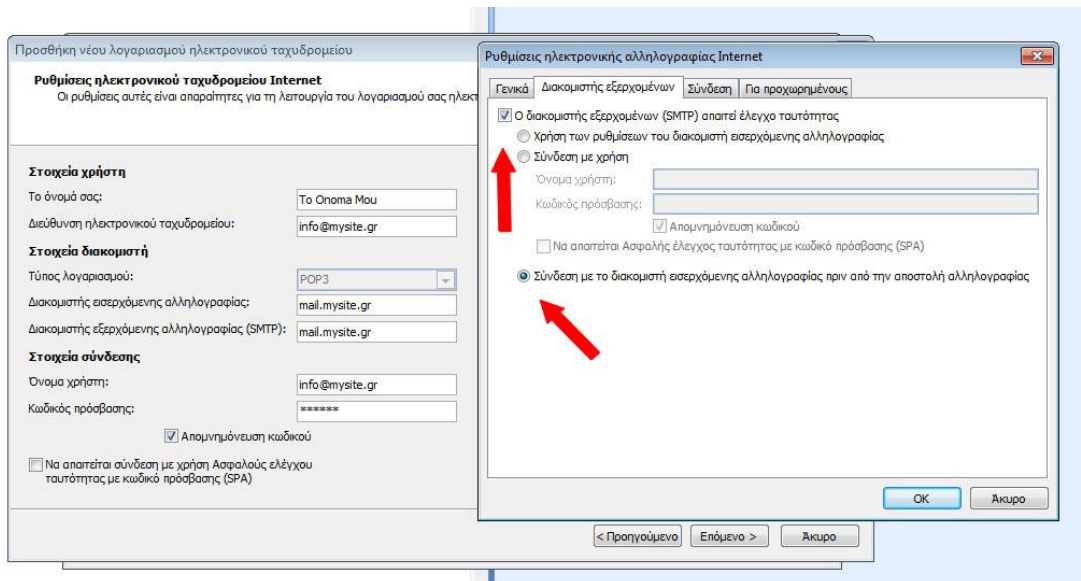 Προσθήκη νέου λογαριασμού ηλεκτρονικού ταχυδρομείου
Ρυθμίσεις ηλεκτρονικού ταχυδρομείου Inter
Οι ρυθμίσεις αυτές είναι απαραίτητες για τη λειτουργία του λογαριασμού σας ηλεκτ
Στοιχεία χρήστη
Το όνομά σας:
To Onoma Mou
Διεύθυνση ηλεκτρονικού ταχυδρομείου:
info@mysite.gr
Στοιχεία διακομιστή
Τύπος λογαριασμού:
POP3
Διακομιστής εισερχόμενης αλληλογραφίας:
mail.mysite.gr
Διακομιστής εξερχόμενης αλληλογραφίας (SMTP):
mail.mysite.gr
Στοιχεία σύνδεσης
Όνομα χρήστη:
info@mysite.gr
Κωδικός πρόσβασης:
******
Απομνημόνευση κωδικού
Να απαιτείται σύνδεση με χρήση Ασφαλούς ελέγχου
ταυτότητας με κωδικό πρόσβασης (SPA)
< Προηγούμενο
Επόμενο >
Άκυρο
Ρυθμίσεις ηλεκτρονικής αλληλογραφίας Internet
Γενικά
Διακομιστής εξερχομένων
Σύνδεση
Για προχωρημένους
Ο διακομιστής εξερχομένων (SMTP) απαιτεί έλεγχο ταυτότητας
Χρήση των ρυθμίσεων του διακομιστή εισερχόμενης αλληλογραφίας
Σύνδεση με χρήση
Όνομα χρήστη:
Κωδικός πρόσβασης:
Απομνημόνευση κωδικού
Να απαιτείται Ασφαλής έλεγχος ταυτότητας με κωδικό πρόσβασης (SPA)
Σύνδεση με το διακομιστή εισερχόμενης αλληλογραφίας πριν από την αποστολή αλληλογραφίας
OK
Άκυρο